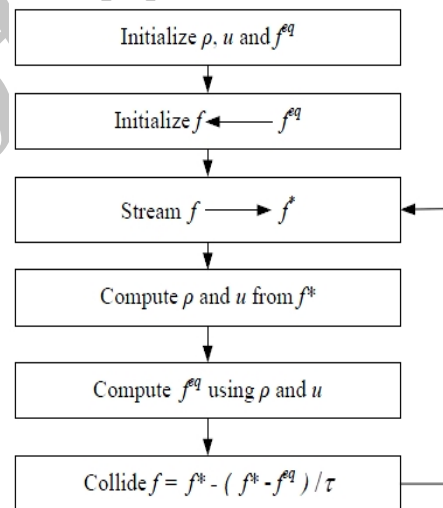 Initialize ρ, u and f^eq
Initialize f ← f^eq
Stream f → f^*
Compute ρ and u from f*
Compute f^eq using ρ and u
Collide f = f* - ( f* - f^eq ) / τ